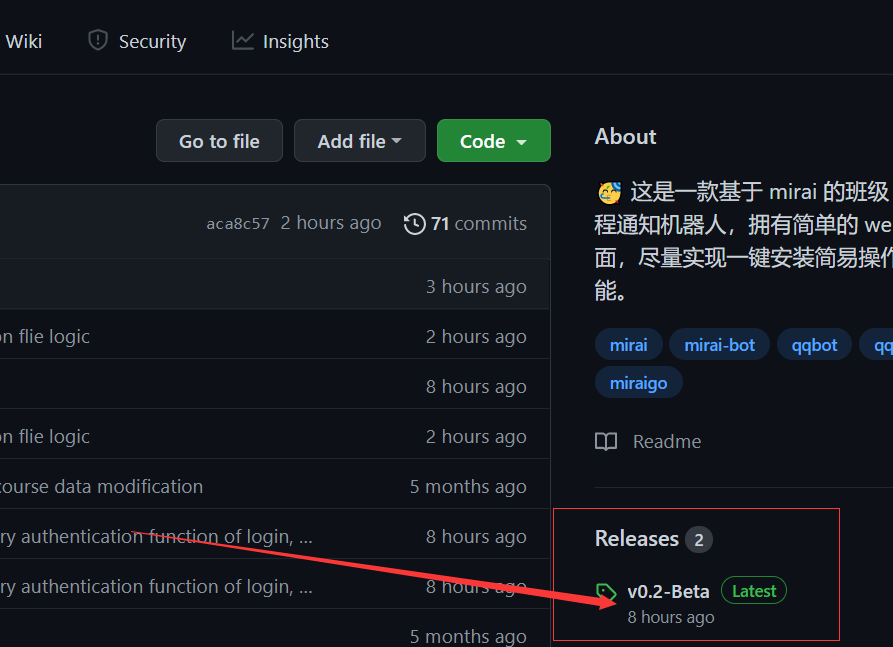 Wiki
Security
Insights
Go to file
Add file
Code
aca8c57 2 hours ago 71 commits
3 hours ago
on flie logic 2 hours ago
8 hours ago
on flie logic 2 hours ago
course data modification 5 months ago
ry authentication function of login, ... 8 hours ago
ry authentication function of login, ... 8 hours ago
5 months ago
About
🥳 这是一款基于 mirai 的班级
程通知机器人，拥有简单的 we
面，尽量实现一键安装简易操作
能。
mirai mirai-bot qqbot qq
miraigo
Readme
Releases 2
v0.2-Beta Latest
8 hours ago